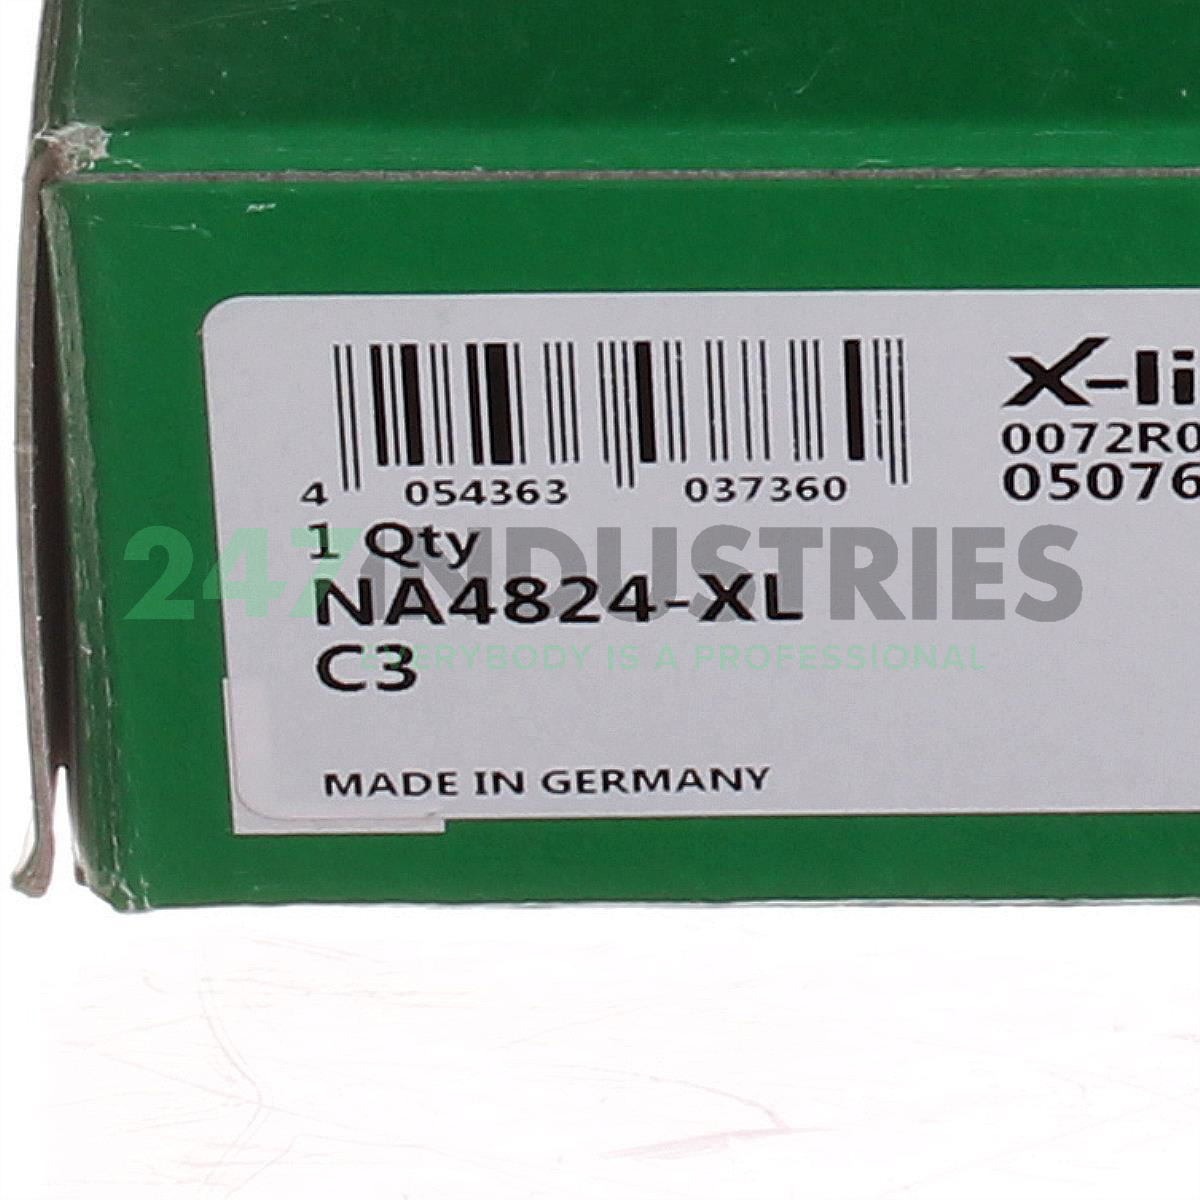 X-li
0072R0
05076
4 054363 037360
1 Qty
NA4824-XL
C3
MADE IN GERMANY
247INDUSTRIES
EVERYBODY IS A PROFESSIONAL